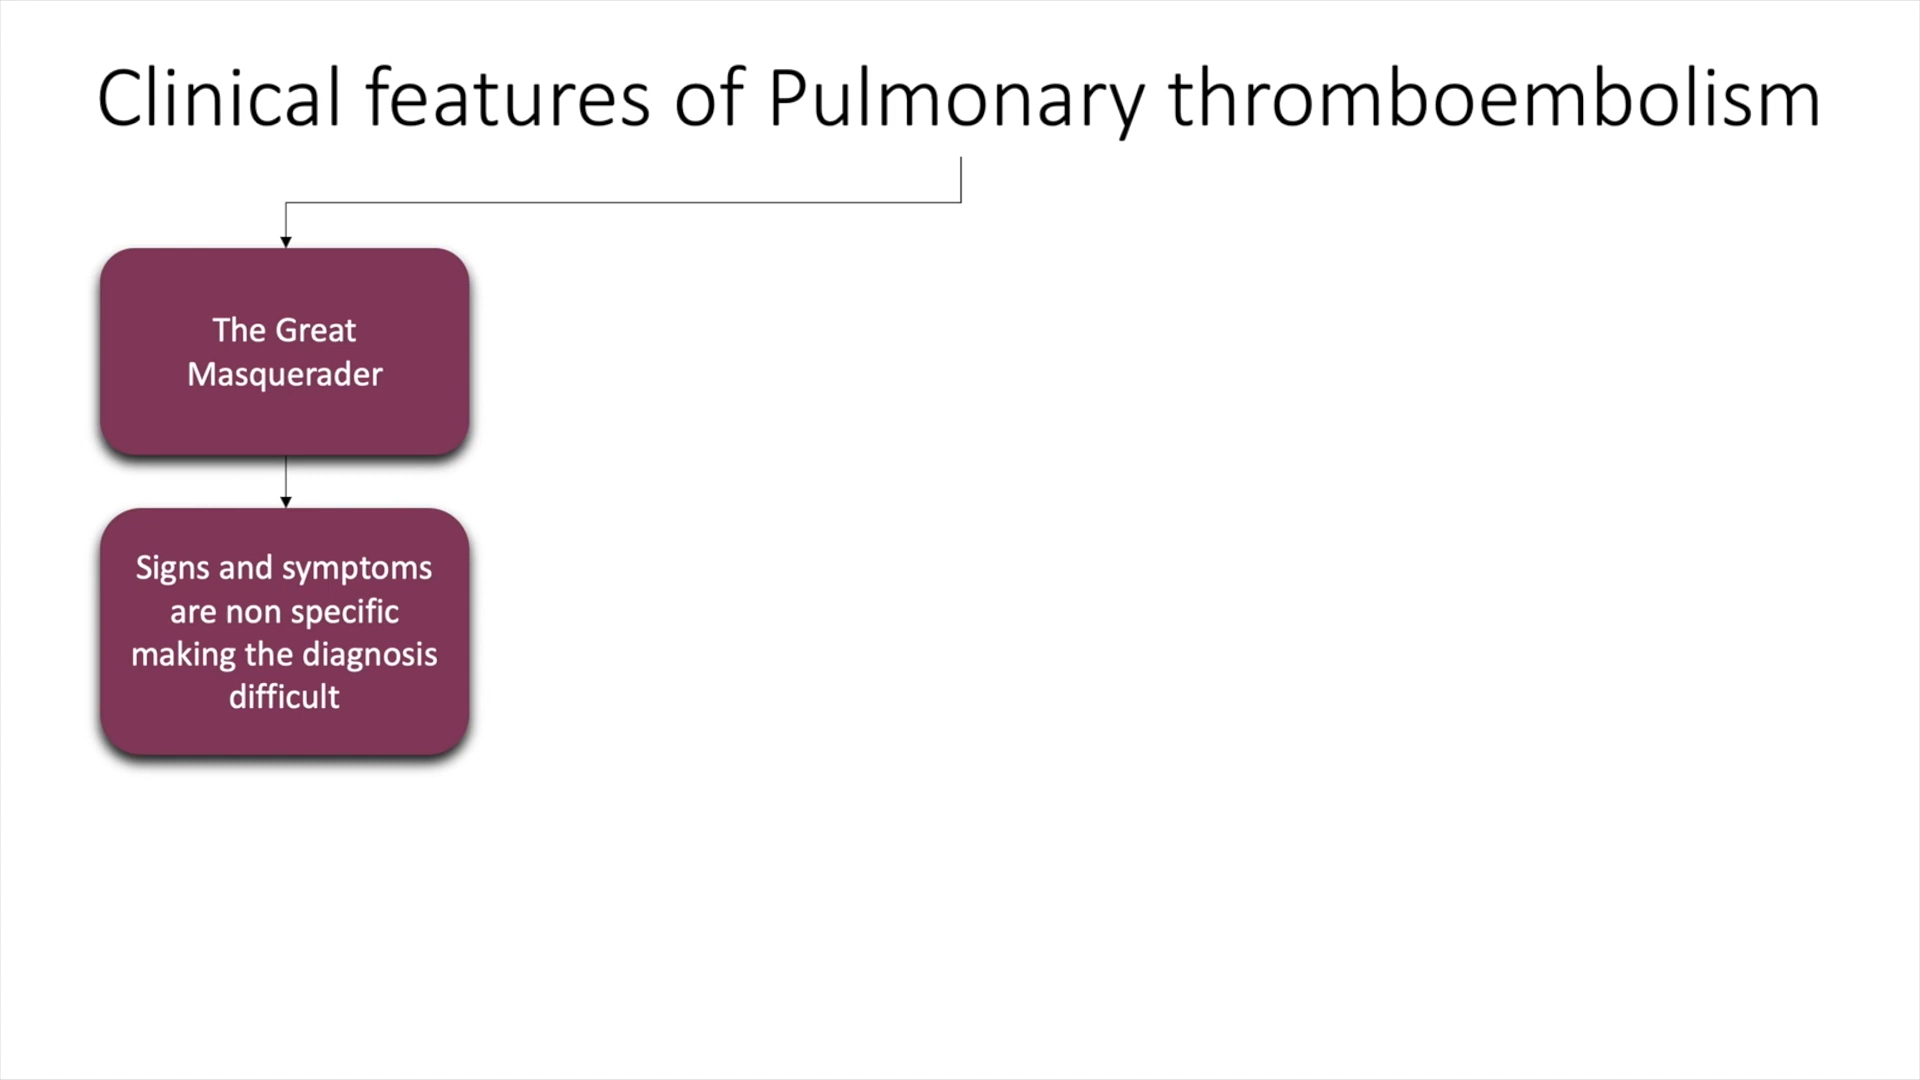 Clinical features of Pulmonary thromboembolism
The Great
Masquerader
Signs and symptoms
are non specific
making the diagnosis
difficult